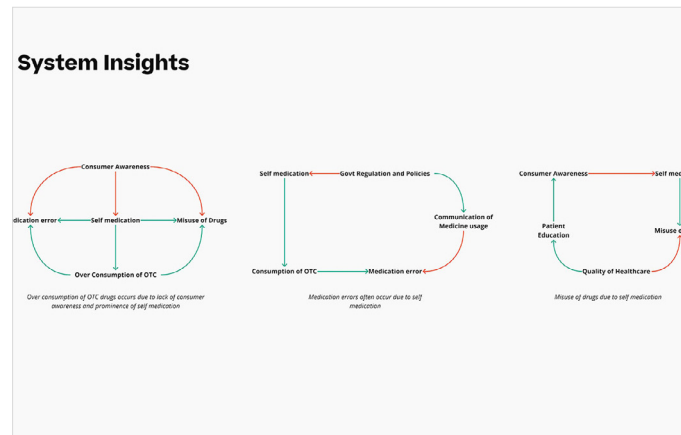 System Insights
Consumer Awareness
dication error
Self medication
Misuse of Drugs
Over Consumption of OTC
Over consumption of OTC drugs occurs due to lack of consumer
awareness and prominence of self medication
Self medication
Govt Regulation and Policies
Communication of
Medicine usage
Consumption of OTC
Medication error
Medication errors often occur due to self
medication
Consumer Awareness
Self med
Patient
Education
Misuse o
Quality of Healthcare
Misuse of drugs due to self medication